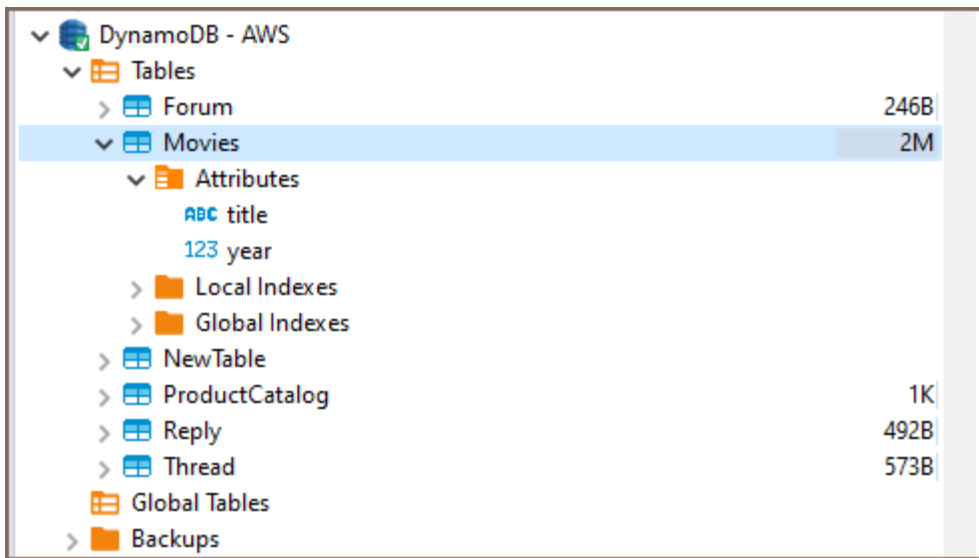 DynamoDB - AWS
Tables
Forum 246B
Movies 2M
Attributes
ABC title
123 year
Local Indexes
Global Indexes
NewTable
ProductCatalog 1K
Reply 492B
Thread 573B
Global Tables
Backups